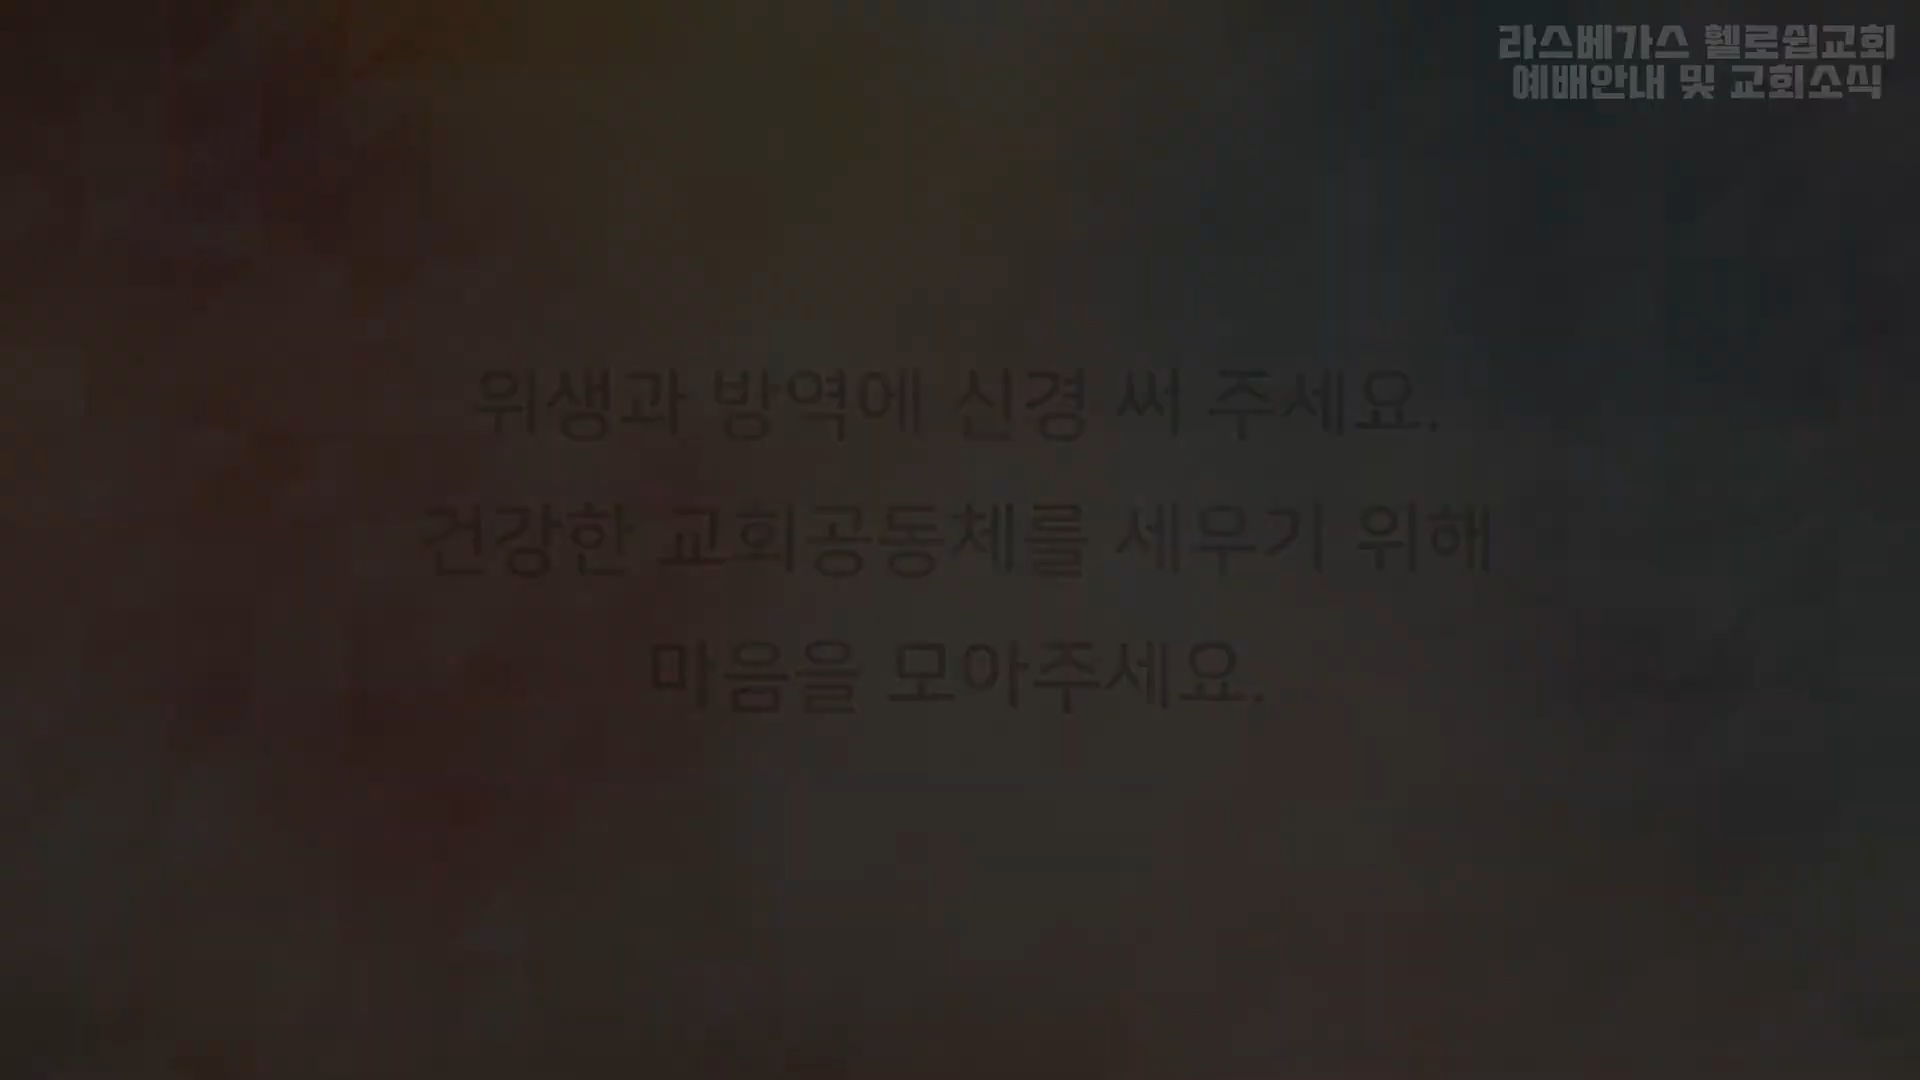 라스베가스 휄로쉽교회
예배안내 및 교회소식
위생과 방역에 신경 써 주세요.
건강한 교회공동체를 세우기 위해
마음을 모아주세요.